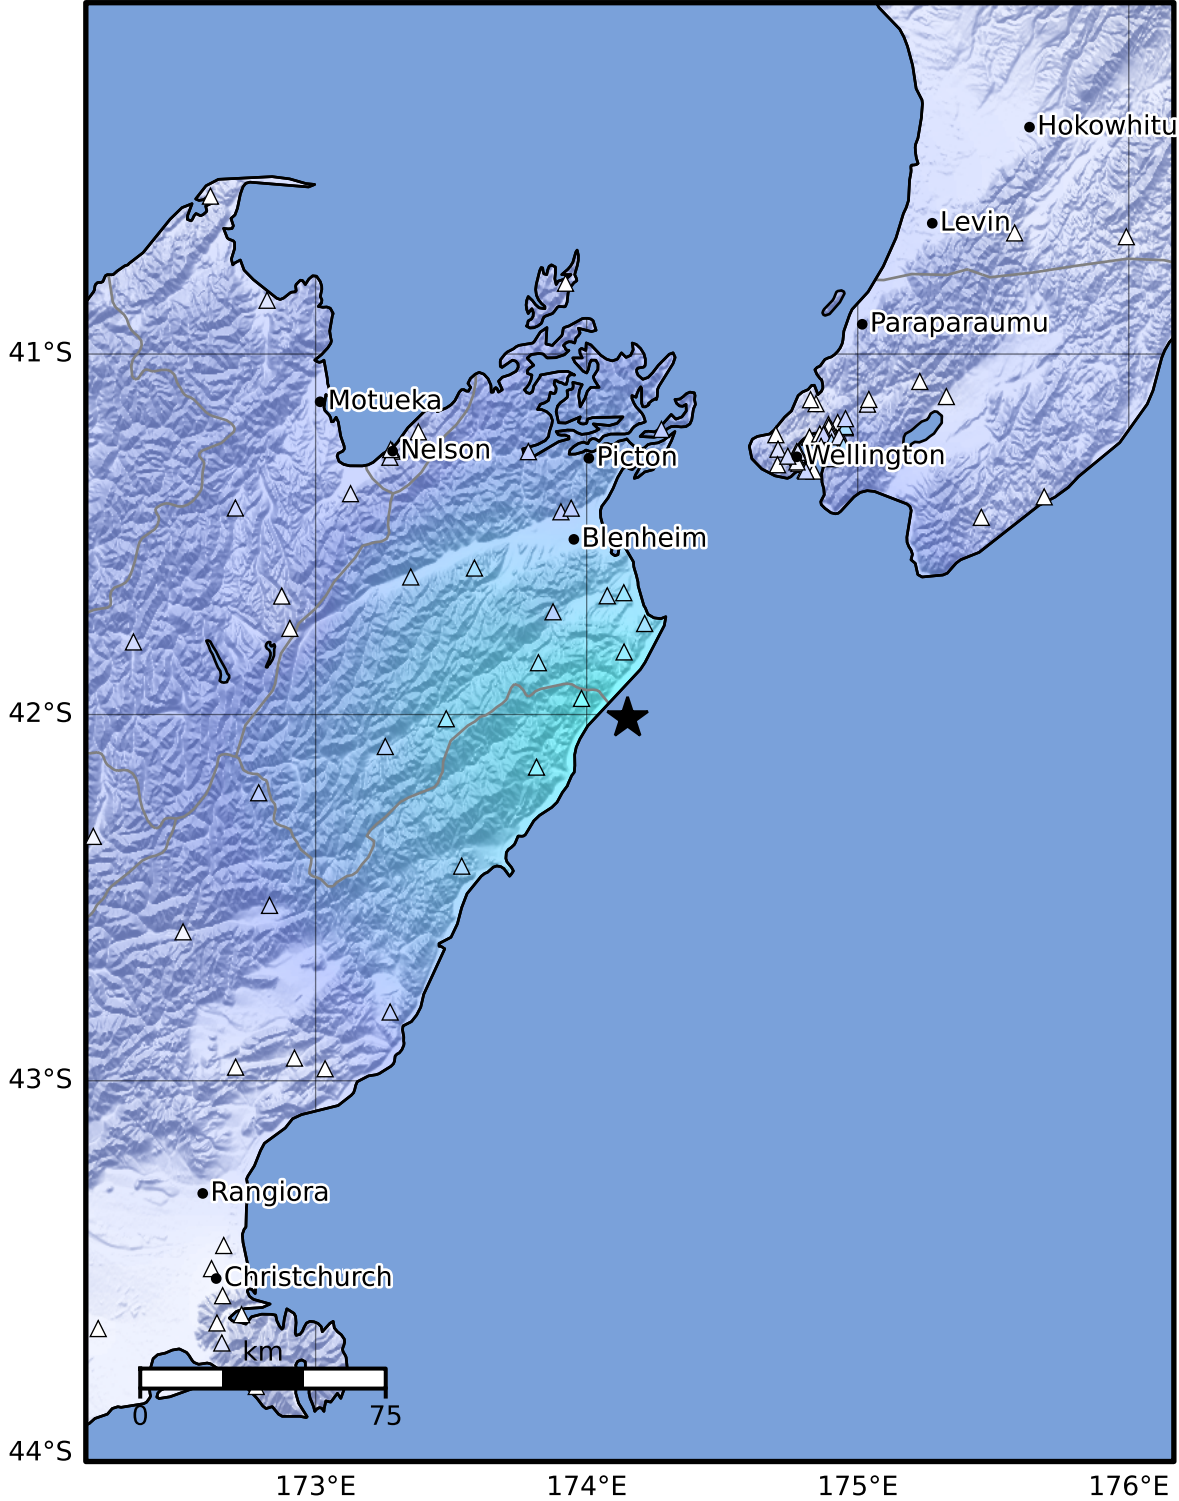 Hokowhitu
Levin
Paraparaumu
41°S
Motueka
Nelson
Picton
Wellington
Blenheim
42°S
43°S
Rangiora
Christchurch
km
0 75
44°S
173°E 174°E 175°E 176°E